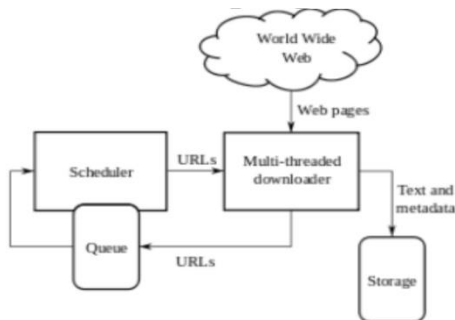 World Wide
Web
Web pages
Scheduler
URLs
Multi-threaded
downloader
Text and
metadata
Queue
URLs
Storage